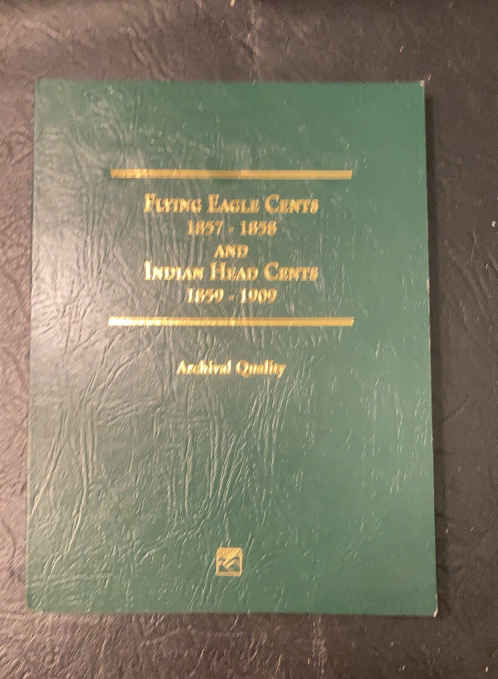 Flying Eagle Cents
1857 - 1858
and
Indian Head Cents
1859 - 1909
Archival Quality